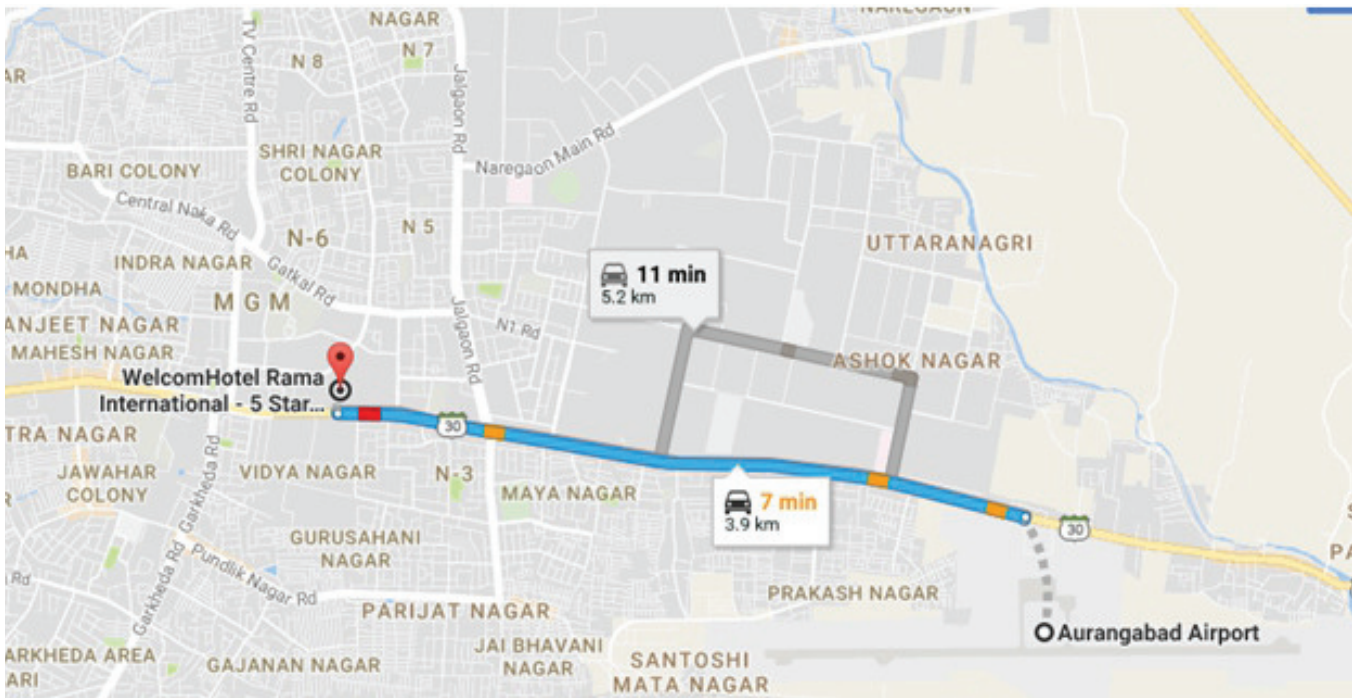 NAGAR
NAREGAON
TV Centre Rd
N 7
N 8
Jalgaon Rd
SHRI NAGAR
COLONY
Naregaon Main Rd
BARI COLONY
Central Naka Rd
N 5
N-6
UTTARANAGRI
INDRA NAGAR
Gatkal Rd
11 min
5.2 km
MONDHA
M G M
Jalgaon Rd
N1 Rd
ANJEET NAGAR
MAHESH NAGAR
ASHOK NAGAR
WelcomHotel Rama
International - 5 Star...
30
TRA NAGAR
JAWAHAR
COLONY
Garkheda Rd
VIDYA NAGAR
N-3
MAYA NAGAR
7 min
3.9 km
30
GURUSAHANI
NAGAR
Pundlik Nagar Rd
Rd
PRAKASH NAGAR
PARIJAT NAGAR
Garkheda Rd
Aurangabad Airport
JAI BHAVANI
NAGAR
ARKHEDA AREA
GAJANAN NAGAR
SANTOSHI
MATA NAGAR